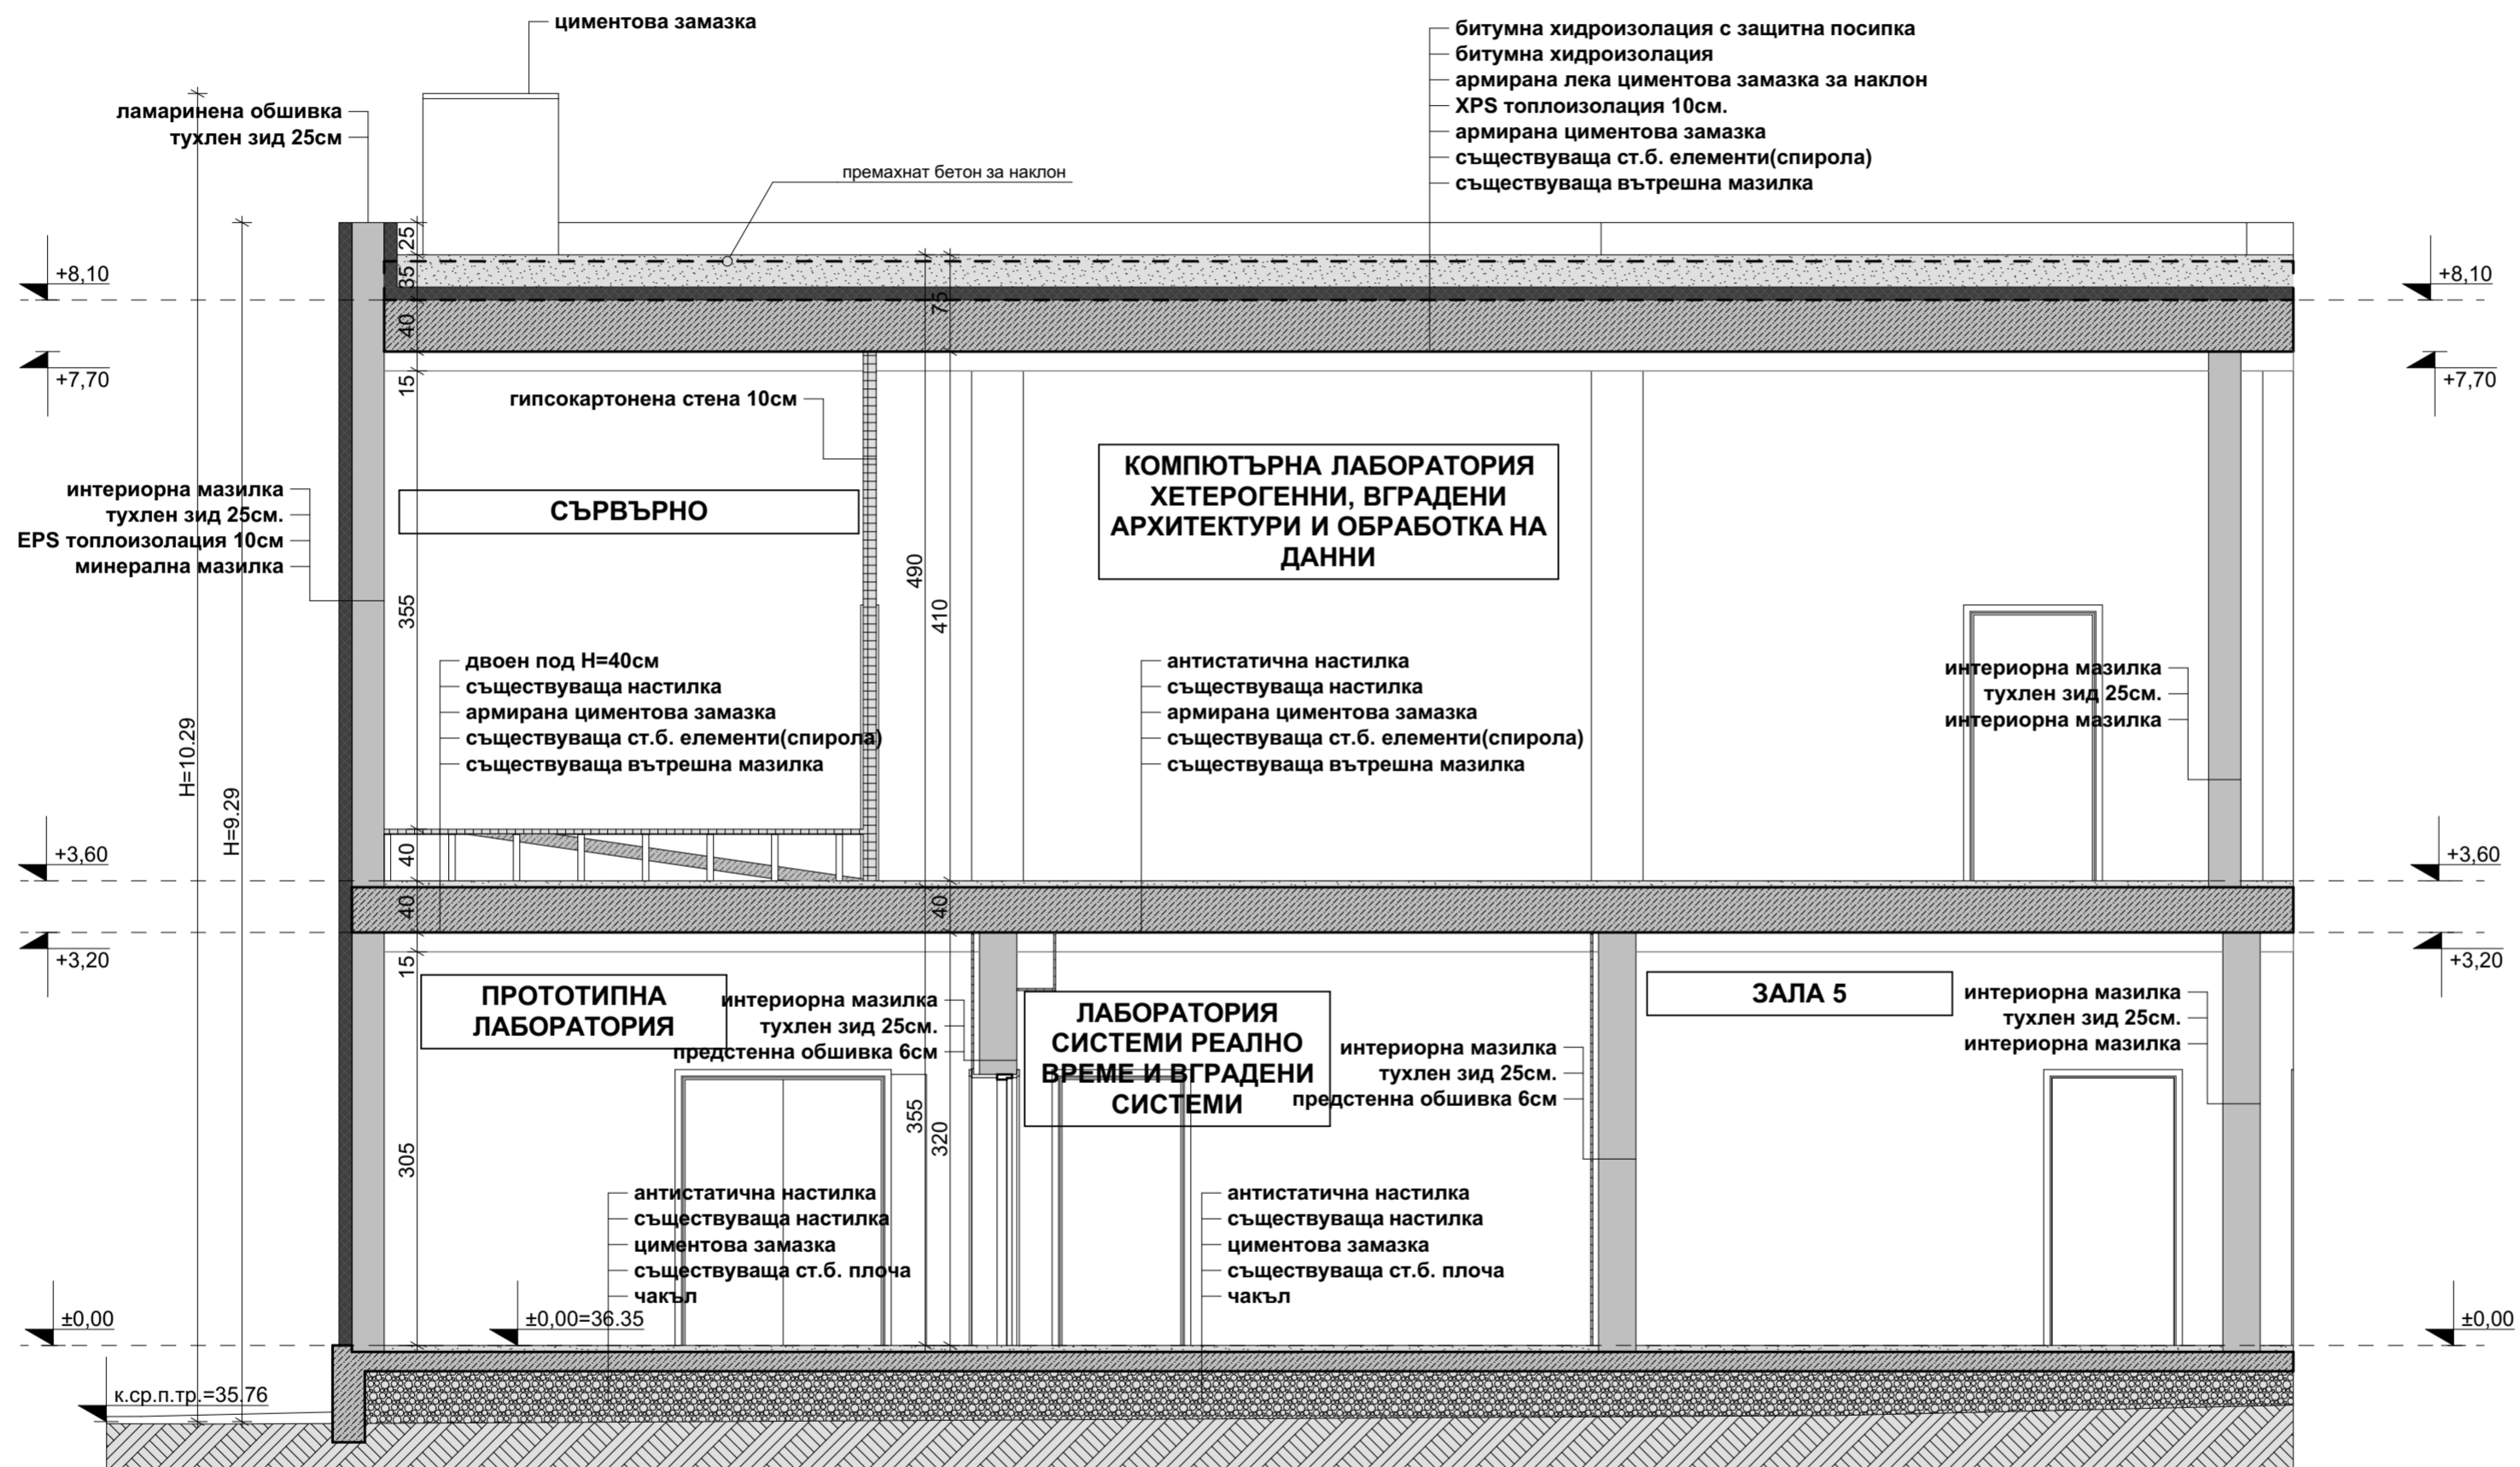 циментова замазка
битумна хидроизолация с защитна посипка
битумна хидроизолация
армирана лека циментова замазка за наклон
XPS топлоизолация 10см.
армирана циментова замазка
съществуваща ст.б. елементи(спирола)
съществуваща вътрешна мазилка
ламаринена обшивка
тухлен зид 25см
премахнат бетон за наклон
25
35
40
75
+8,10
+8,10
+7,70
+7,70
15
гипсокартонена стена 10см
СЪРВЪРНО
КОМПЮТЪРНА ЛАБОРАТОРИЯ
ХЕТЕРОГЕННИ, ВГРАДЕНИ
АРХИТЕКТУРИ И ОБРАБОТКА НА
ДАННИ
интериорна мазилка
тухлен зид 25см.
EPS топлоизолация 10см
минерална мазилка
355
490
410
двоен под H=40см
съществуваща настилка
армирана циментова замазка
съществуваща ст.б. елементи(спирола)
съществуваща вътрешна мазилка
антистатична настилка
съществуваща настилка
армирана циментова замазка
съществуваща ст.б. елементи(спирола)
съществуваща вътрешна мазилка
интериорна мазилка
тухлен зид 25см.
интериорна мазилка
H=10.29
H=9.29
+3,60
40
+3,60
40
40
+3,20
+3,20
15
ПРОТОТИПНА
ЛАБОРАТОРИЯ
интериорна мазилка
тухлен зид 25см.
предстенна обшивка 6см
ЛАБОРАТОРИЯ
СИСТЕМИ РЕАЛНО
ВРЕМЕ И ВГРАДЕНИ
СИСТЕМИ
интериорна мазилка
тухлен зид 25см.
предстенна обшивка 6см
ЗАЛА 5
интериорна мазилка
тухлен зид 25см.
интериорна мазилка
305
355
320
антистатична настилка
съществуваща настилка
циментова замазка
съществуваща ст.б. плоча
чакъл
антистатична настилка
съществуваща настилка
циментова замазка
съществуваща ст.б. плоча
чакъл
±0,00
±0,00=36.35
±0,00
к.ср.п.тр.=35.76